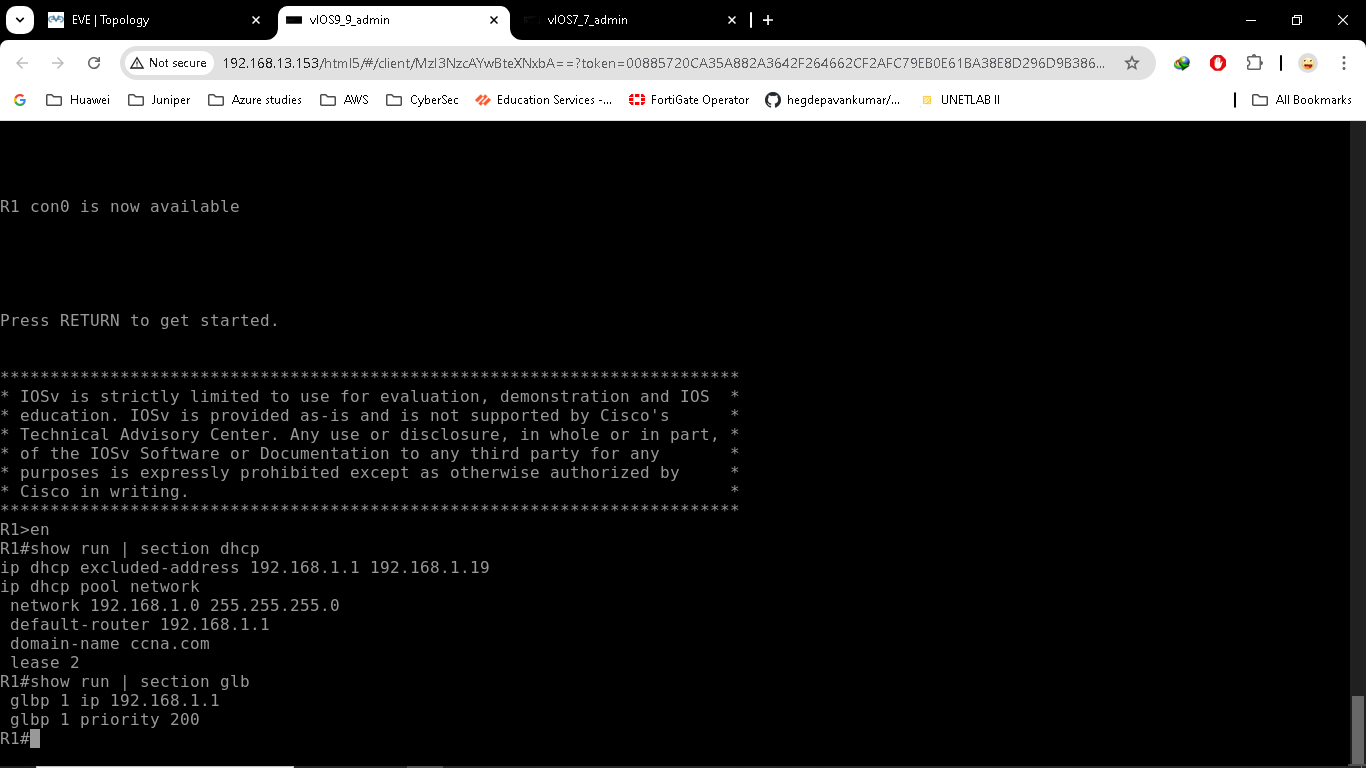 EVE | Topology
vIOS9_9_admin
vIOS7_7_admin
Not secure
192.168.13.153/html5/#/client/MzI3NzcAYwBteXNxbA==?token=00885720CA35A882A3642F264662CF2AFC79EB0E61BA38E8D296D9B386...
Huawei
Juniper
Azure studies
AWS
CyberSec
Education Services -...
FortiGate Operator
hegdepavankumar/...
UNETLAB II
All Bookmarks
R1 con0 is now available
Press RETURN to get started.
**************************************************************************
* IOSv is strictly limited to use for evaluation, demonstration and IOS  *
* education. IOSv is provided as-is and is not supported by Cisco's      *
* Technical Advisory Center. Any use or disclosure, in whole or in part, *
* of the IOSv Software or Documentation to any third party for any       *
* purposes is expressly prohibited except as otherwise authorized by     *
* Cisco in writing.                                                      *
**************************************************************************
R1>en
R1#show run | section dhcp
ip dhcp excluded-address 192.168.1.1 192.168.1.19
ip dhcp pool network
 network 192.168.1.0 255.255.255.0
 default-router 192.168.1.1
 domain-name ccna.com
 lease 2
R1#show run | section glb
 glbp 1 ip 192.168.1.1
 glbp 1 priority 200
R1#